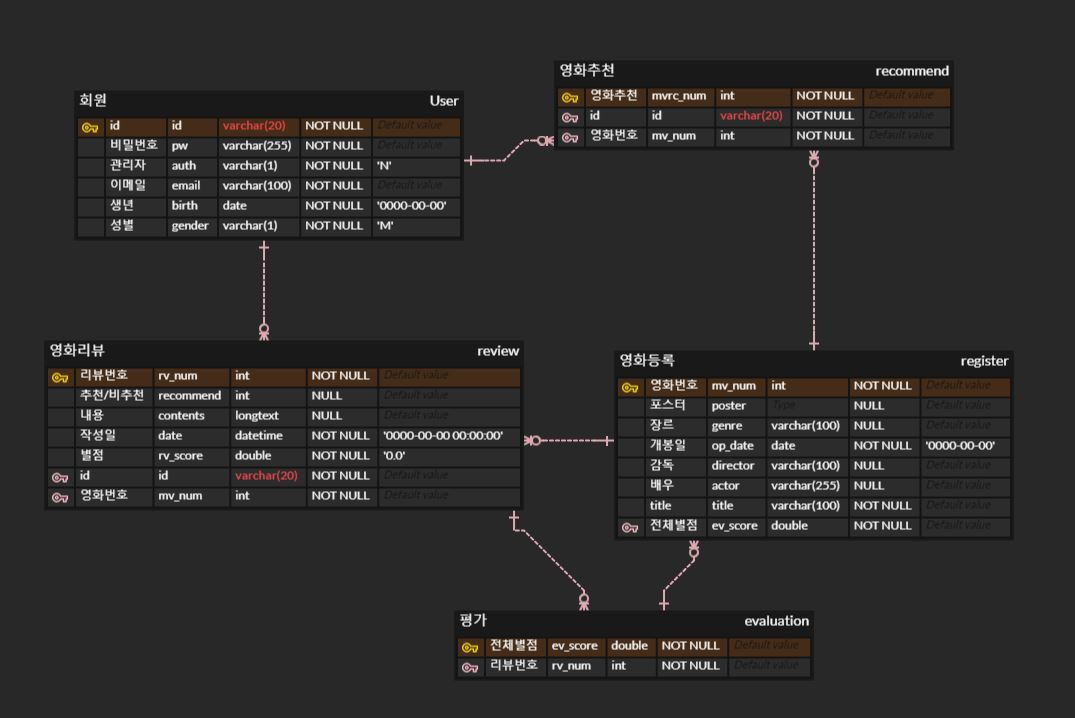 회원 User
id id varchar(20) NOT NULL Default value
비밀번호 pw varchar(255) NOT NULL Default value
관리자 auth varchar(1) NOT NULL 'N'
이메일 email varchar(100) NOT NULL Default value
생년 birth date NOT NULL '0000-00-00'
성별 gender varchar(1) NOT NULL 'M'
영화추천 recommend
영화추천 mvrc_num int NOT NULL Default value
id id varchar(20) NOT NULL Default value
영화번호 mv_num int NOT NULL Default value
영화리뷰 review
리뷰번호 rv_num int NOT NULL Default value
추천/비추천 recommend int NULL Default value
내용 contents longtext NULL Default value
작성일 date datetime NOT NULL '0000-00-00 00:00:00'
별점 rv_score double NOT NULL '0.0'
id id varchar(20) NOT NULL Default value
영화번호 mv_num int NOT NULL Default value
영화등록 register
영화번호 mv_num int NOT NULL Default value
포스터 poster Type NULL Default value
장르 genre varchar(100) NULL Default value
개봉일 op_date date NOT NULL '0000-00-00'
감독 director varchar(100) NULL Default value
배우 actor varchar(255) NULL Default value
title title varchar(100) NOT NULL Default value
전체별점 ev_score double NOT NULL Default value
평가 evaluation
전체별점 ev_score double NOT NULL Default value
리뷰번호 rv_num int NOT NULL Default value